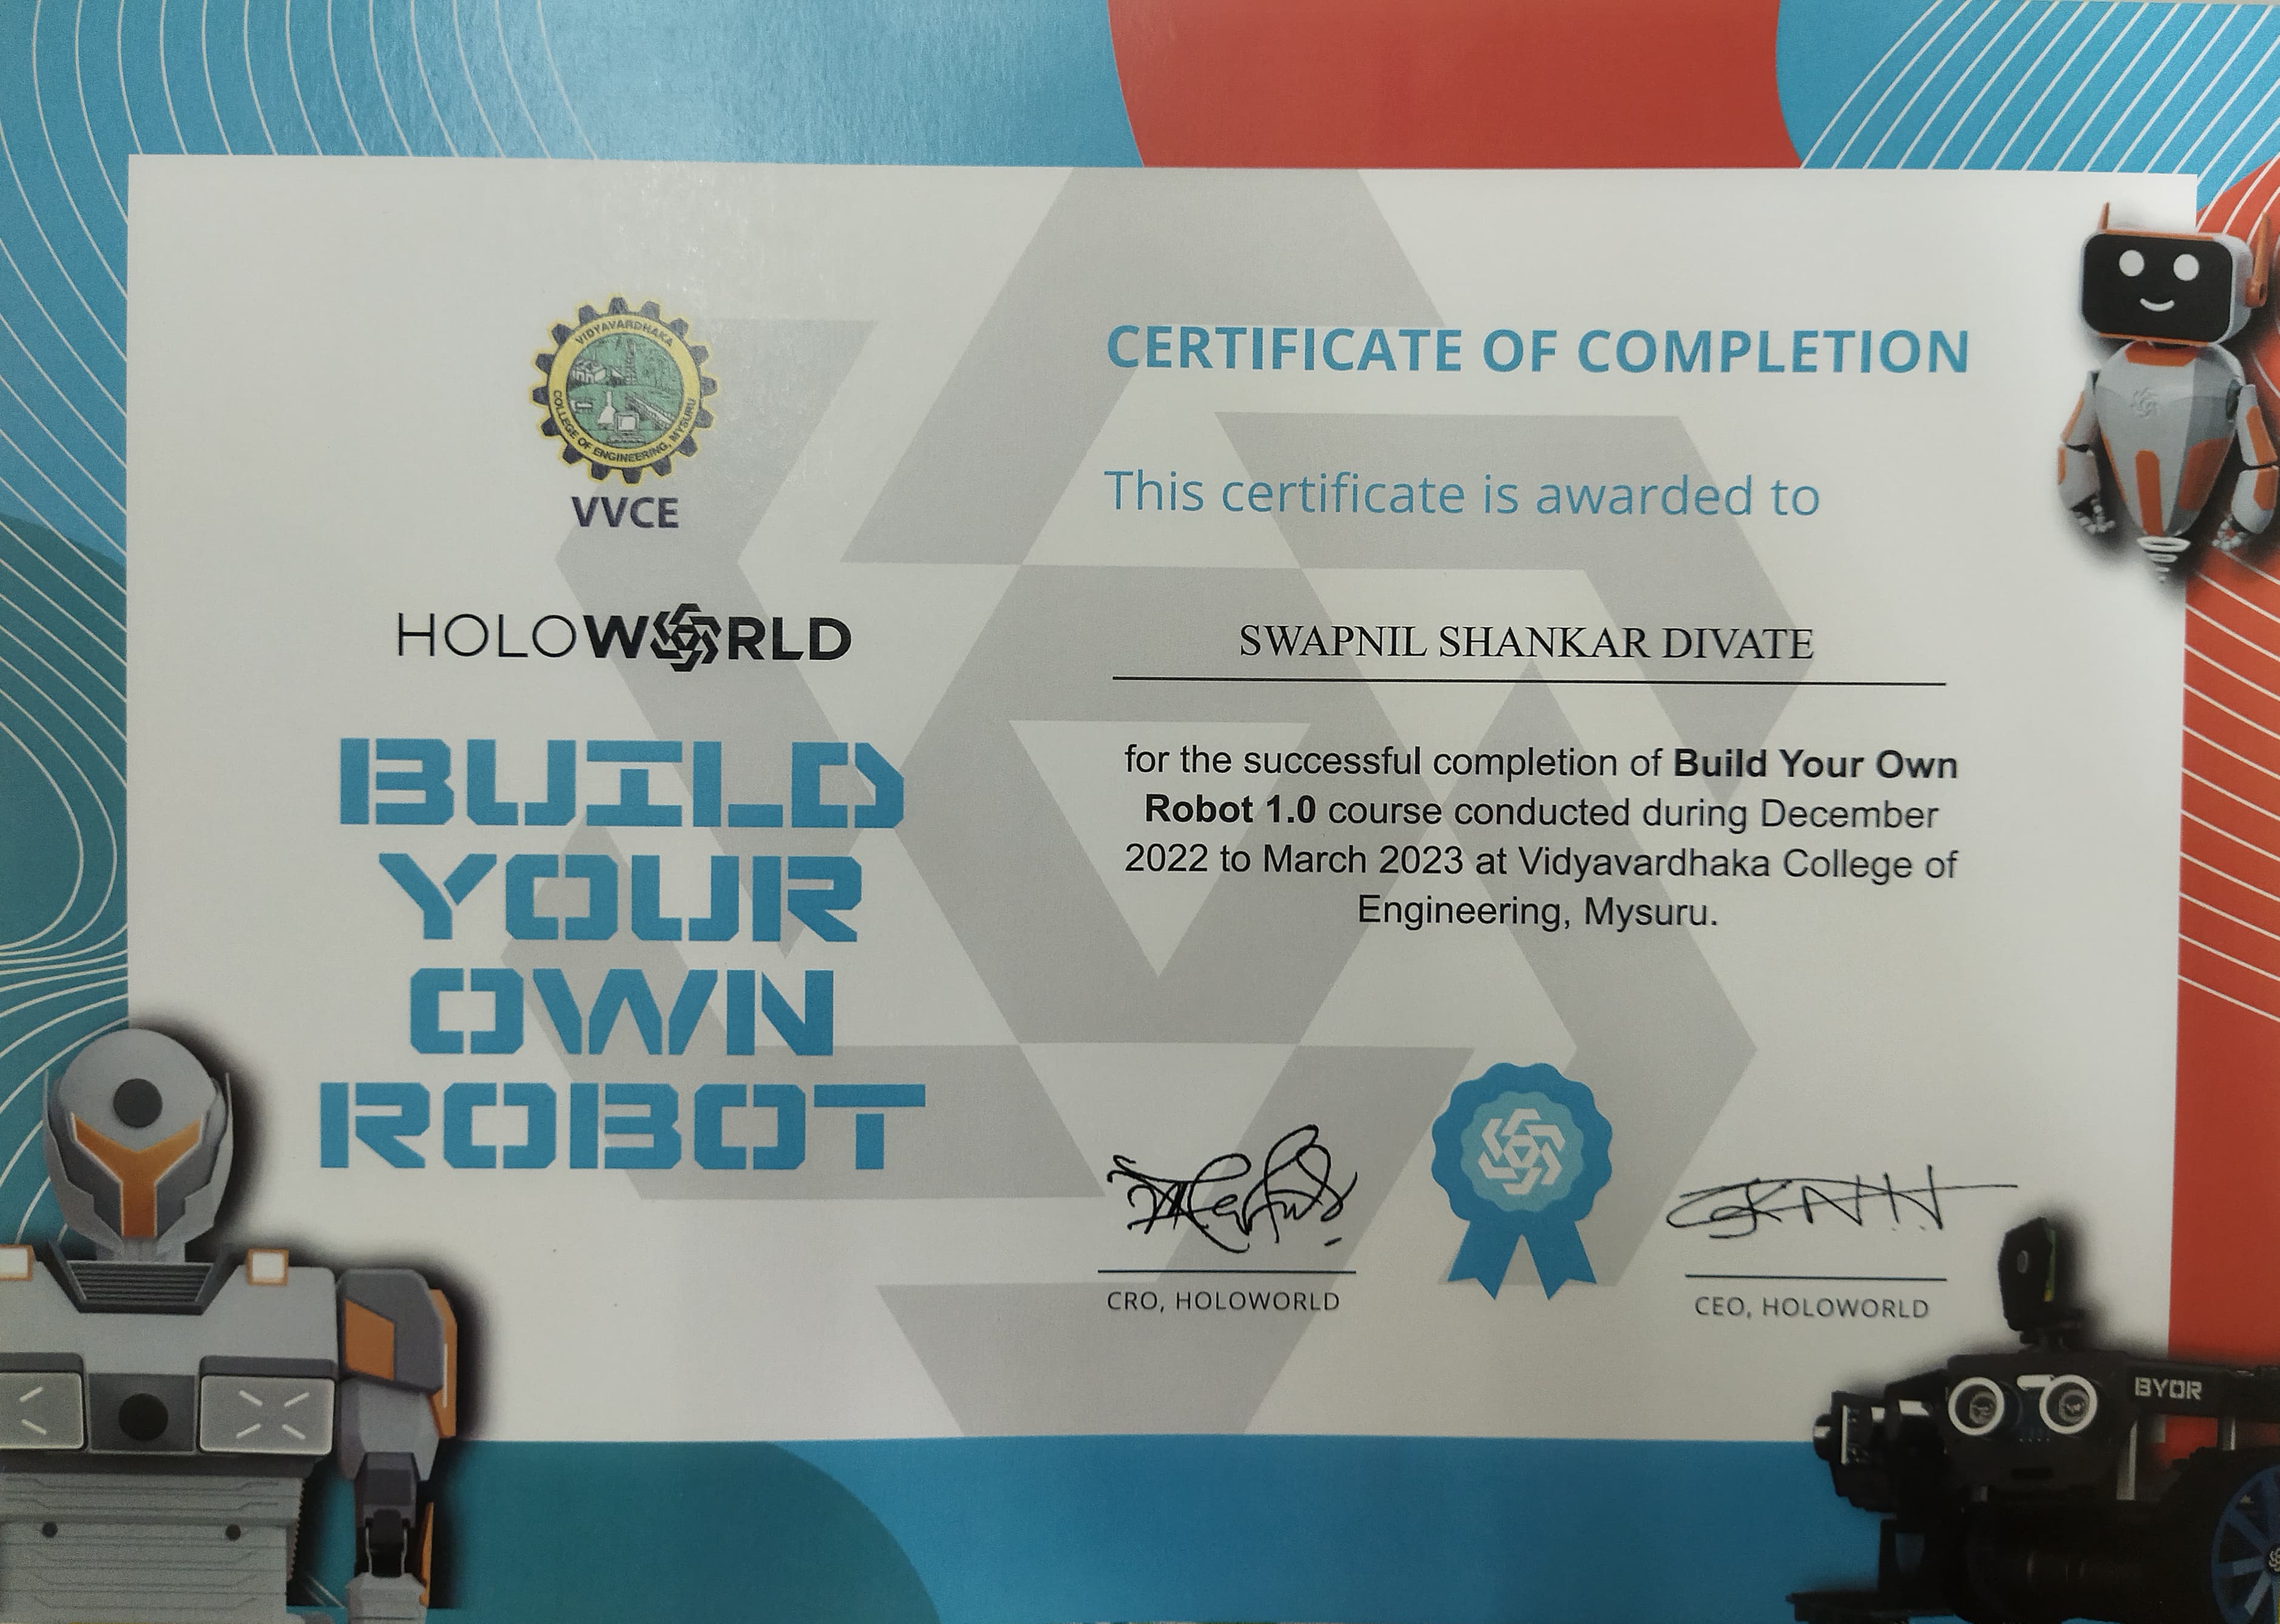 VIDYAVARDHAKA
COLLEGE OF ENGINEERING, MYSURU
VVCE
HOLOWORLD
BUILD
YOUR
OWN
ROBOT
CERTIFICATE OF COMPLETION
This certificate is awarded to
SWAPNIL SHANKAR DIVATE
for the successful completion of Build Your Own
Robot 1.0 course conducted during December
2022 to March 2023 at Vidyavardhaka College of
Engineering, Mysuru.
CRO, HOLOWORLD
CEO, HOLOWORLD
BYOR